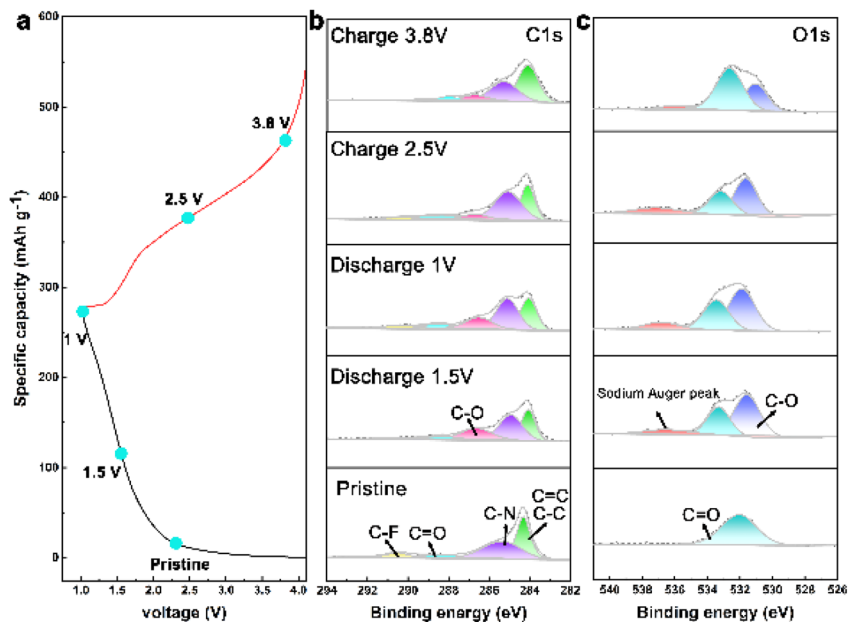 a
600
500
400
300
200
100
0
Specific capacity (mAh g⁻¹)
3.8 V
2.5 V
1 V
1.5 V
Pristine
1.0 1.5 2.0 2.5 3.0 3.5 4.0
voltage (V)
b
C1s
Charge 3.8V
Charge 2.5V
Discharge 1V
Discharge 1.5V
C-O
Pristine
C-F
C=O
C-N
C=C
C-C
294 292 290 288 286 284 282
Binding energy (eV)
c
O1s
Sodium Auger peak
C-O
C=O
540 538 536 534 532 530 528 526
Binding energy (eV)